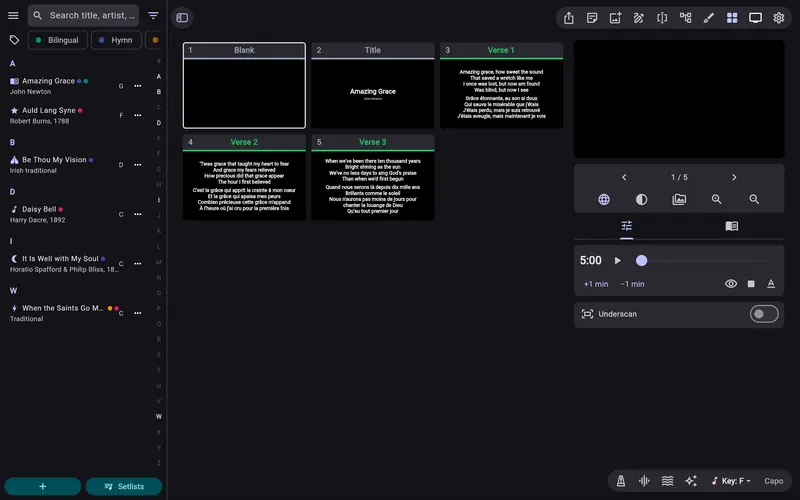 Search title, artist, ...
Bilingual
Hymn
A
Amazing Grace
John Newton
G
Auld Lang Syne
Robert Burns, 1788
F
B
Be Thou My Vision
Irish traditional
D
D
Daisy Bell
Harry Dacre, 1892
C
I
It Is Well with My Soul
Horatio Spafford & Philip Bliss, 18...
C
W
When the Saints Go M...
Traditional
C
#
A
B
C
D
E
F
G
H
I
J
K
L
M
N
O
P
Q
R
S
T
U
V
W
X
Y
Z
+
Setlists
1 Blank
2 Title
Amazing Grace
John Newton
3 Verse 1
Amazing grace, how sweet the sound
That saved a wretch like me
I once was lost, but now am found
Was blind, but now I see
Grâce étonnante, au son si doux
Qui sauva le misérable que j'étais
J'étais perdu, mais je suis retrouvé
J'étais aveugle, mais maintenant je vois
4 Verse 2
'Twas grace that taught my heart to fear
And grace my fears relieved
How precious did that grace appear
The hour I first believed
C'est la grâce qui apprit la crainte à mon cœur
Et la grâce qui apaisa mes peurs
Combien précieuse cette grâce m'apparut
À l'heure où j'ai cru pour la première fois
5 Verse 3
When we've been there ten thousand years
Bright shining as the sun
We've no less days to sing God's praise
Than when we'd first begun
Quand nous serons là depuis dix mille ans
Brillants comme le soleil
Nous n'aurons pas moins de jours pour
chanter la louange de Dieu
Qu'au tout premier jour
1 / 5
5:00
+1 min
−1 min
A
Underscan
Key: F
Capo